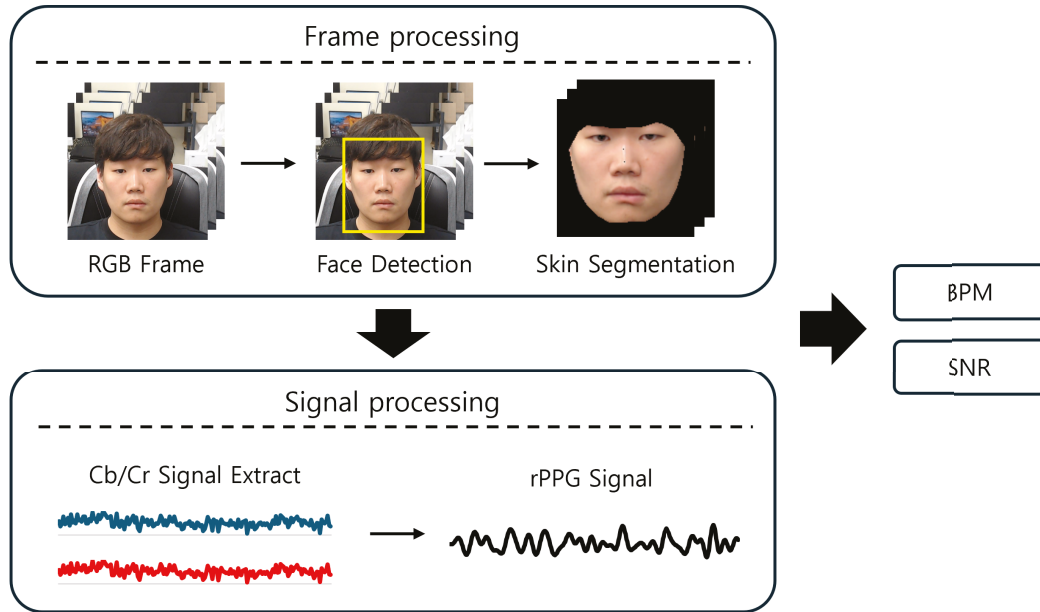 Frame processing
RGB Frame
Face Detection
Skin Segmentation
BPM
SNR
Signal processing
Cb/Cr Signal Extract
rPPG Signal